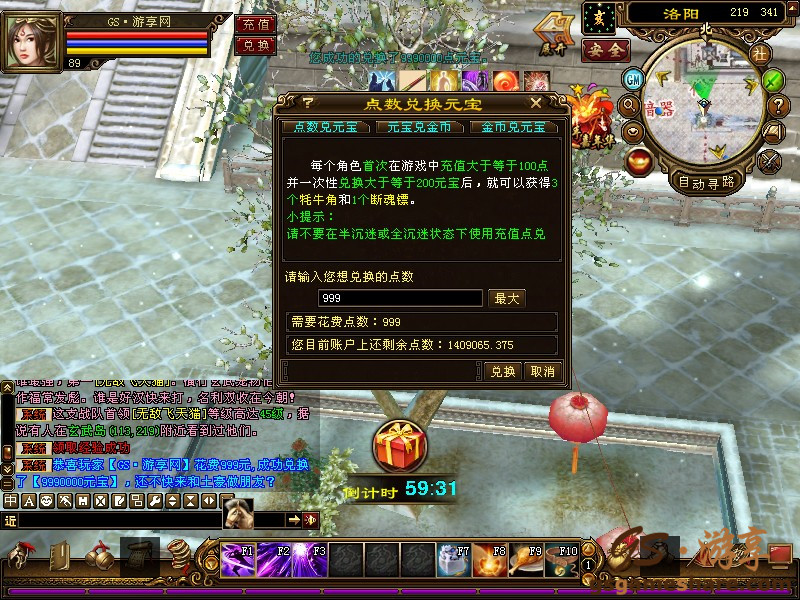 GS·游享网
89
充值
兑换
您成功的兑换了9990000点元宝。
展开
亥
安全
洛阳
219 341
北
社
GM
?
自动寻路
?
点数兑换元宝
点数兑元宝
元宝兑金币
金币兑元宝
每个角色首次在游戏中充值大于等于100点
并一次性兑换大于等于200元宝后，就可以获得3
个牦牛角和1个断魂镖。
小提示：
请不要在半沉迷或全沉迷状态下使用充值点兑
请输入您想兑换的点数
999
最大
需要花费点数：999
您目前账户上还剩余点数：1409065.375
兑换
取消
作福常发彪。谁是好汉快来打，名利双收在今朝！
系统 这支战队首领[无敌飞天猫]等级高达45级，据
说有人在玄武岛(113,219)附近看到过他们。
系统 领取经验成功
系统 恭喜玩家【GS·游享网】花费999元,成功兑换
了【9990000元宝】，还不快来和土豪做朋友？
倒计时 59:31
中
A
近
F1
F2
F3
F7
F8
F9
F10
1
GS·游享